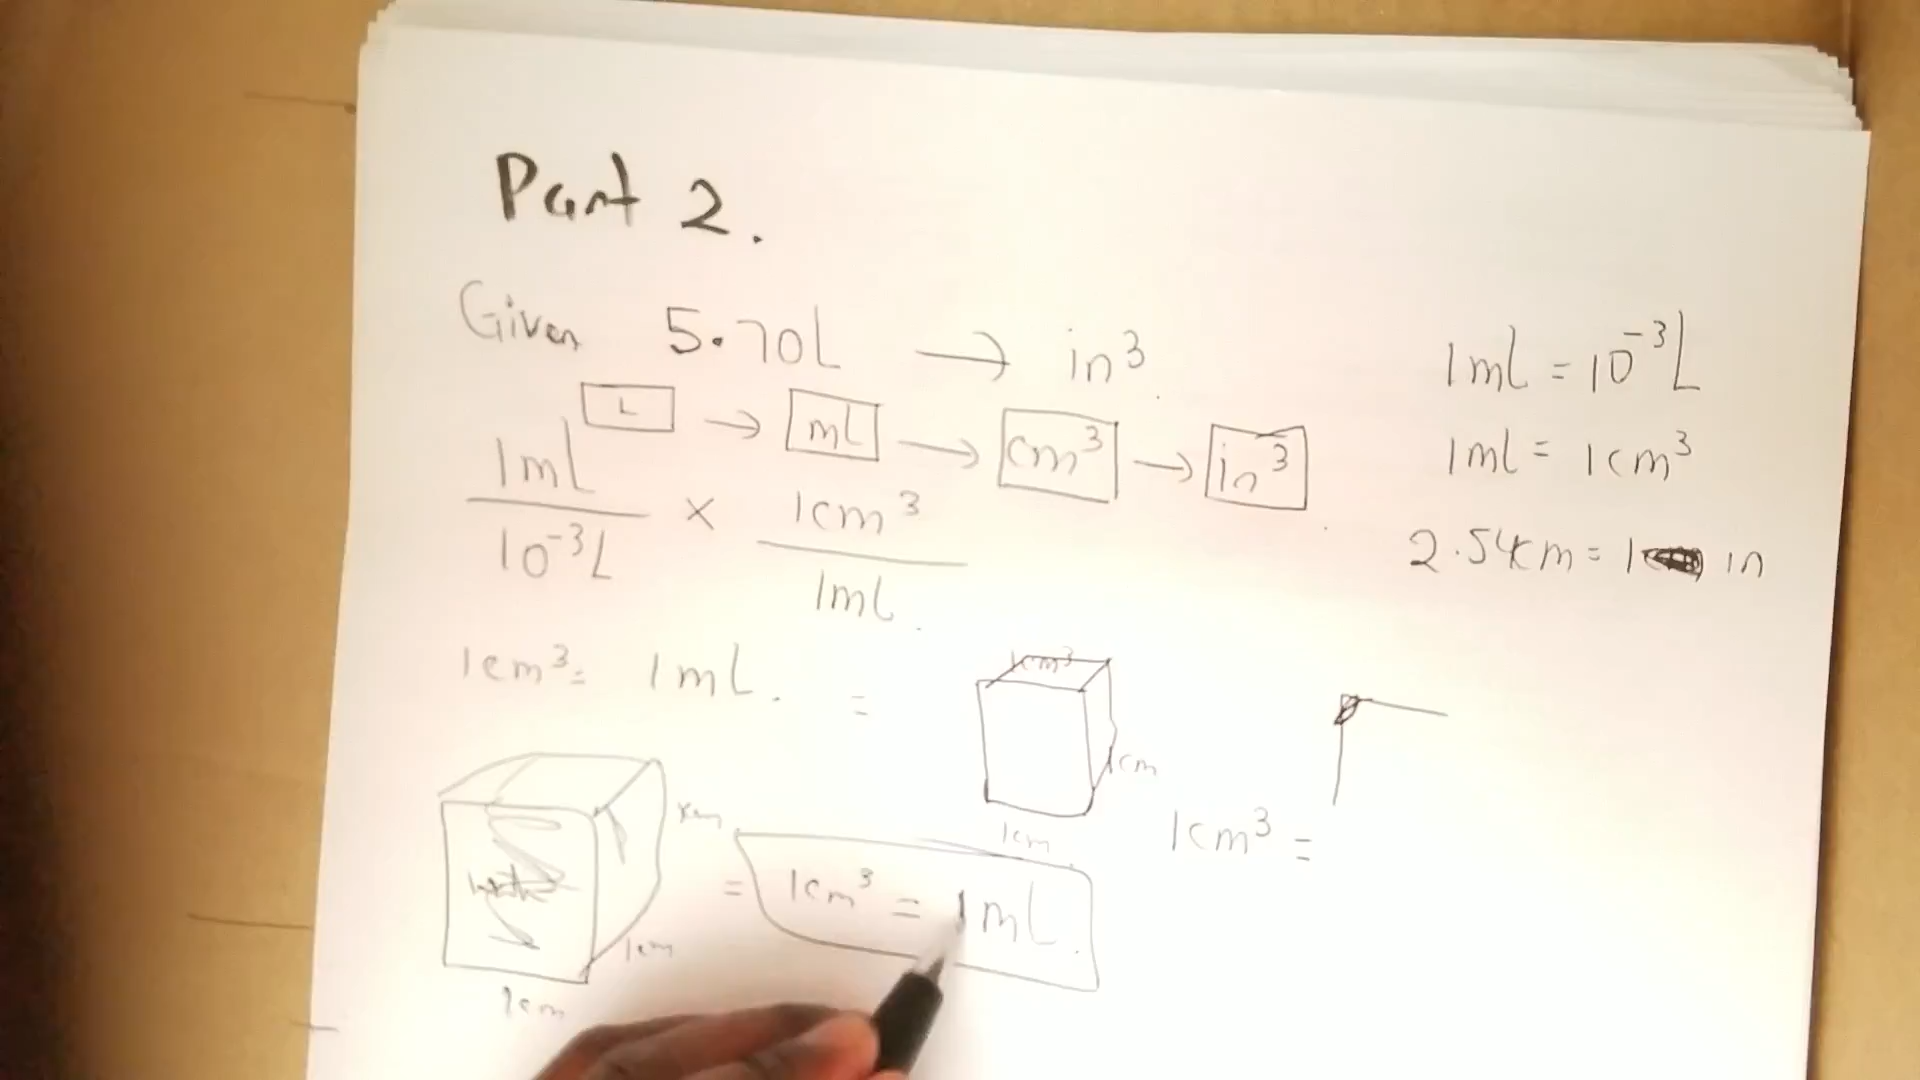 Part 2.
Given 5.70L → in³
L → mL → cm³ → in³
1mL / 10⁻³L × 1cm³ / 1mL
1mL = 10⁻³L
1mL = 1cm³
2.54cm = 1 in
1cm³ = 1mL. =
1cm³
1cm
1cm
1cm³ =
1cm
1cm
= 1cm³ = 1mL.